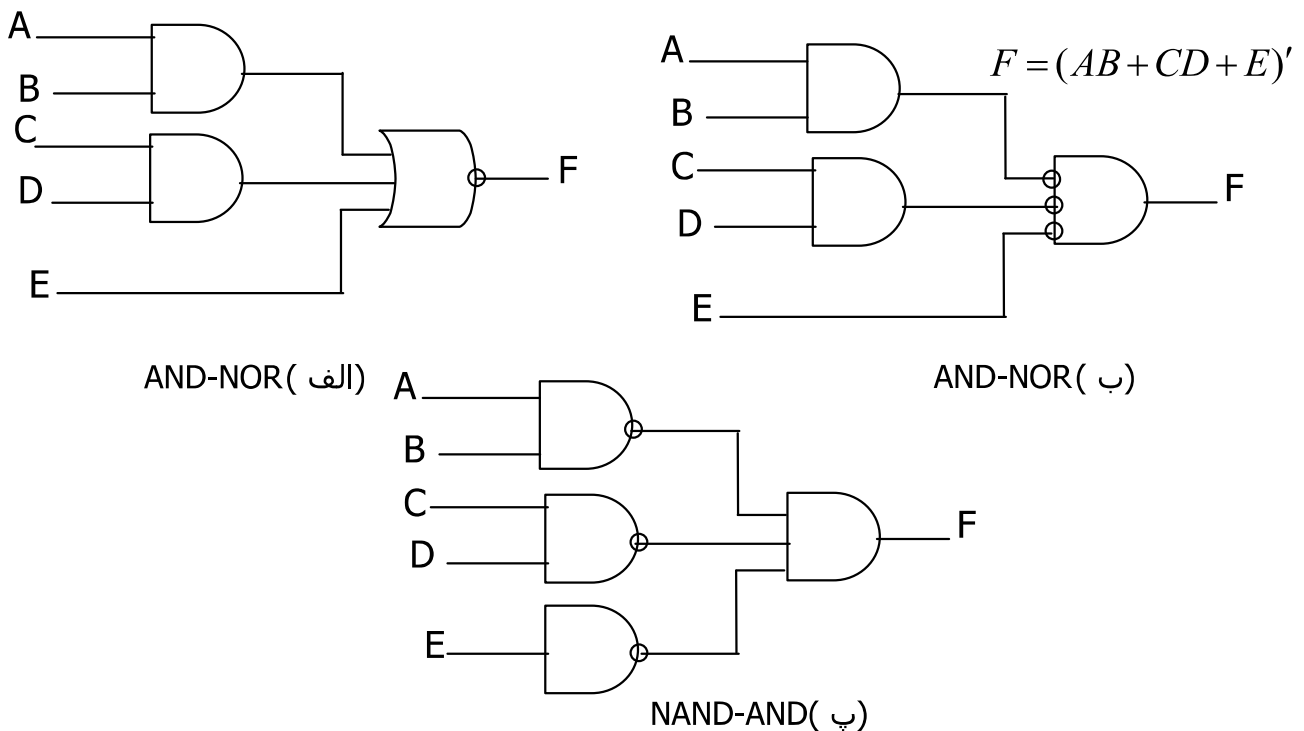 A
B
C
D
E
F
AND-NOR( الف)
A
B
C
D
E
F
F = (AB + CD + E)′
AND-NOR( ب)
A
B
C
D
E
F
NAND-AND( پ)